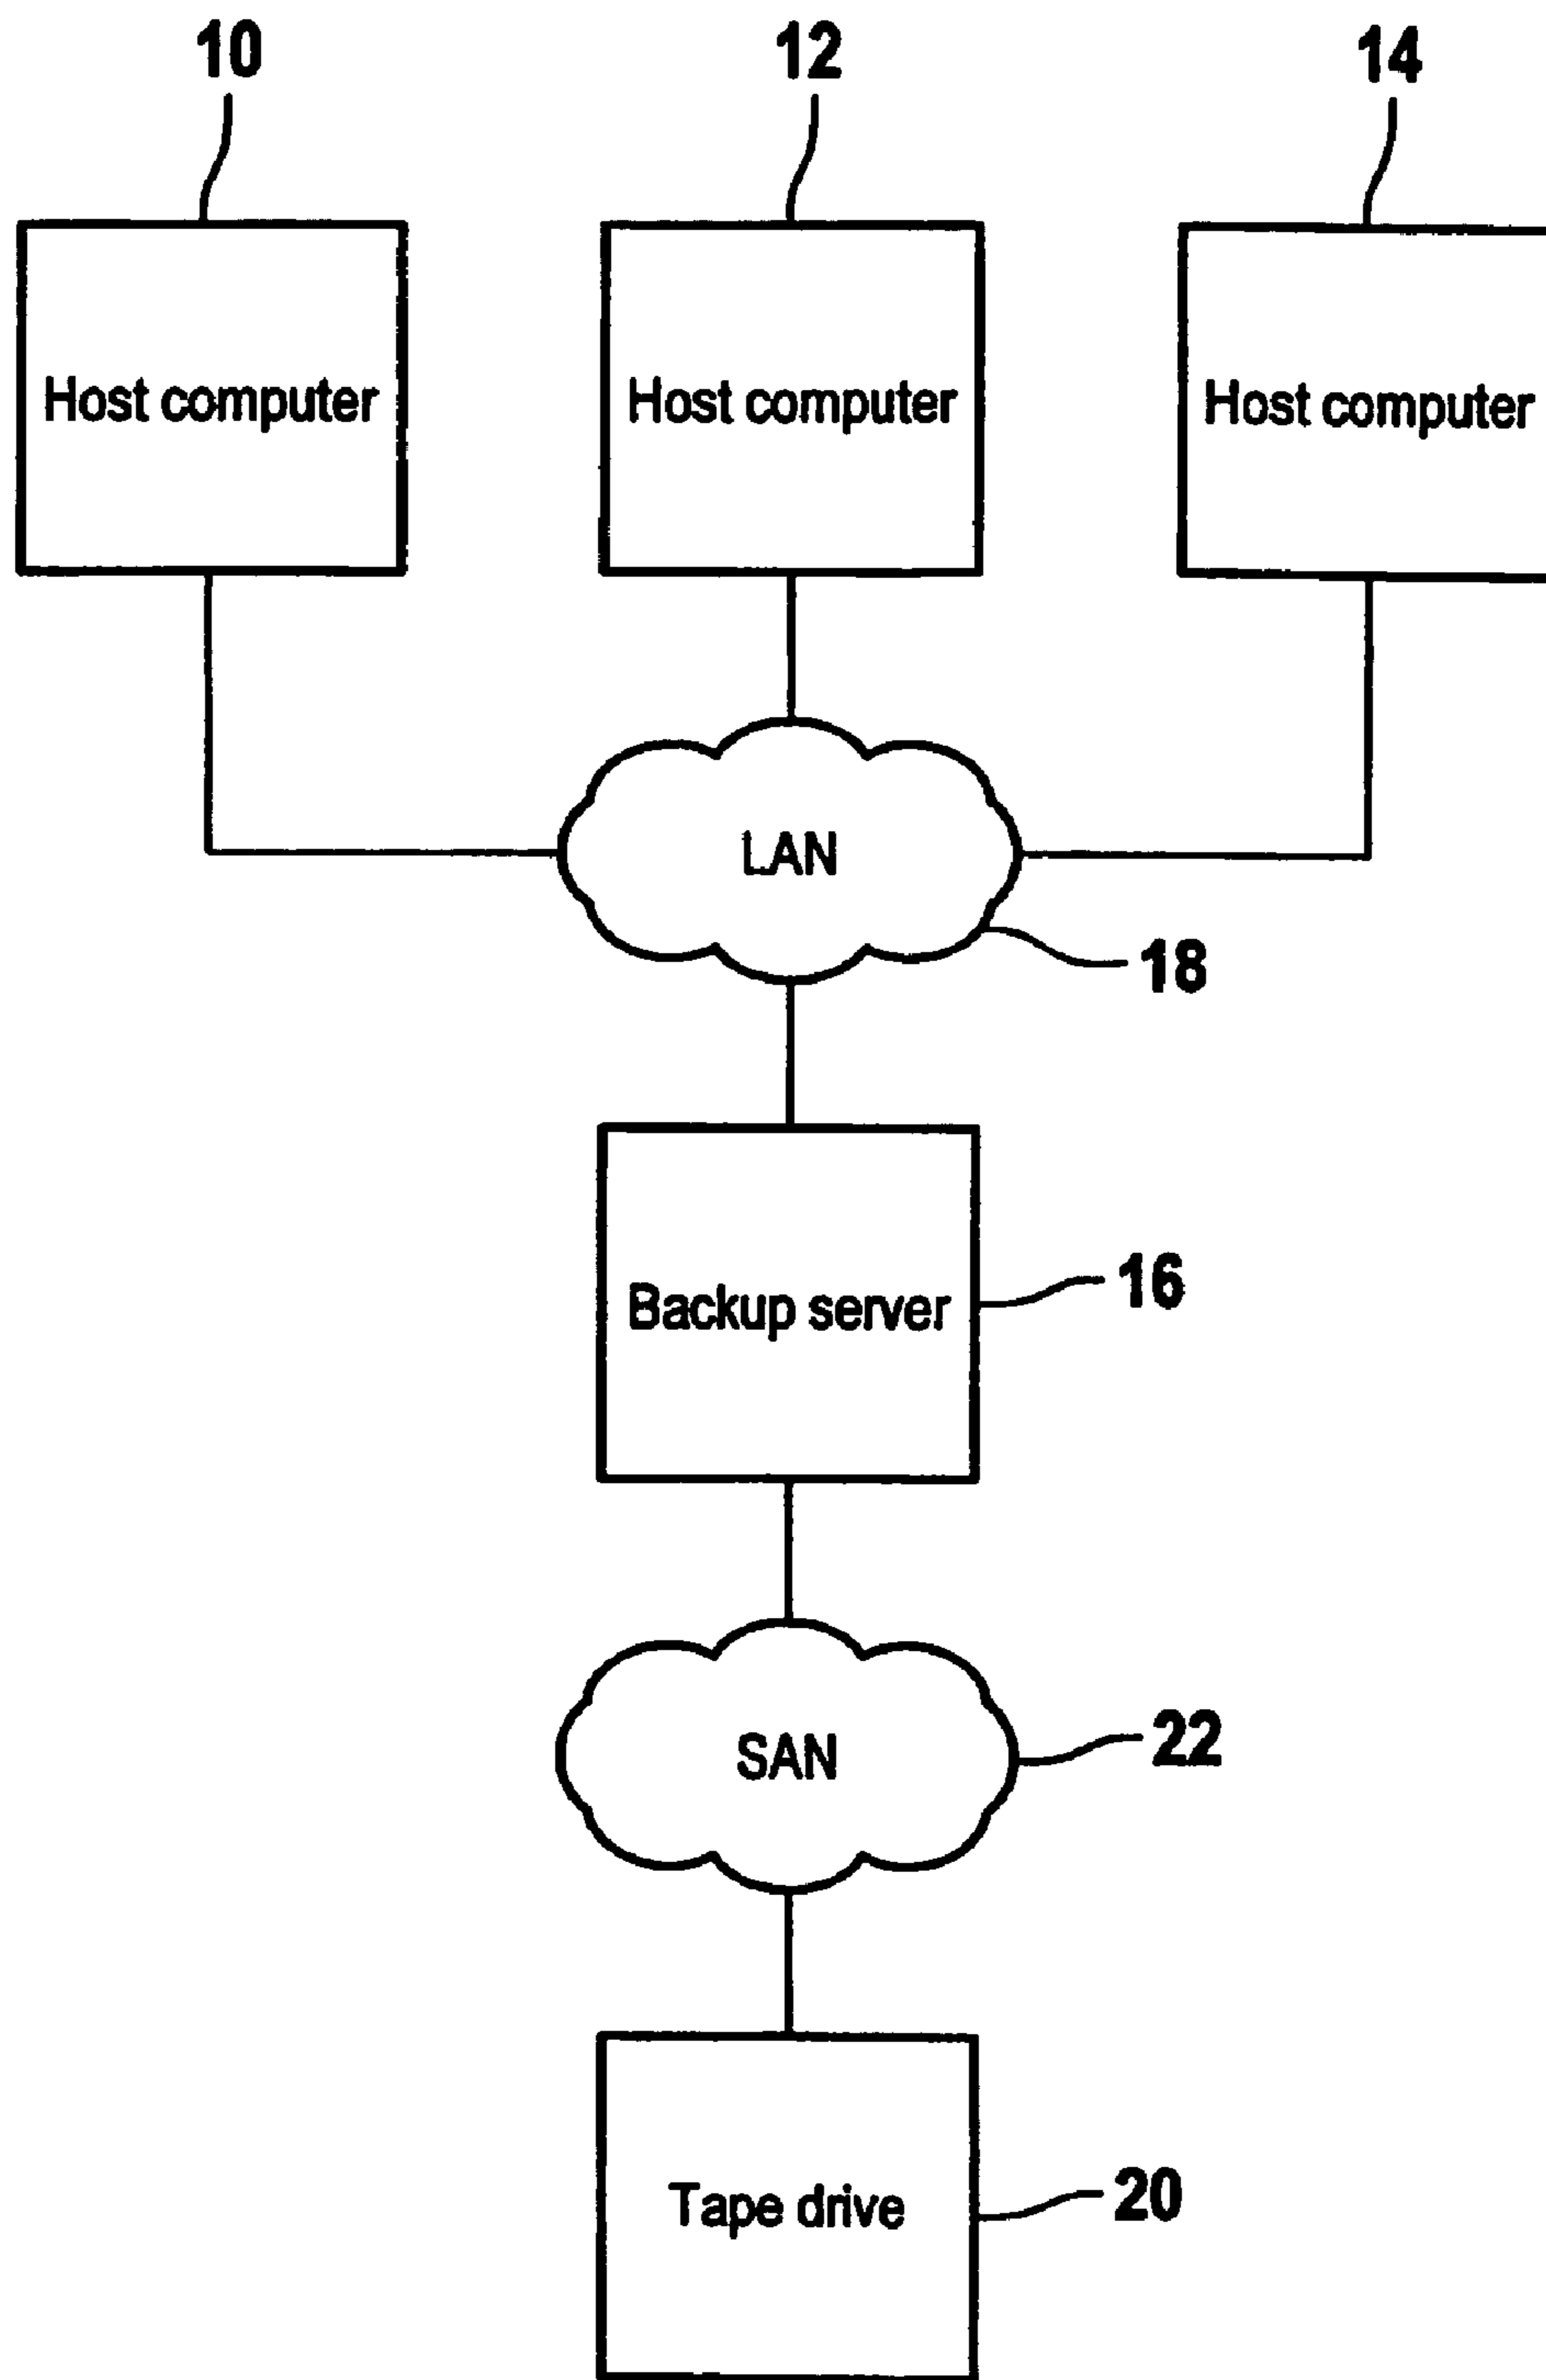 10
12
14
Host computer
Host computer
Host computer
LAN
18
Backup server
16
SAN
22
Tape drive
20